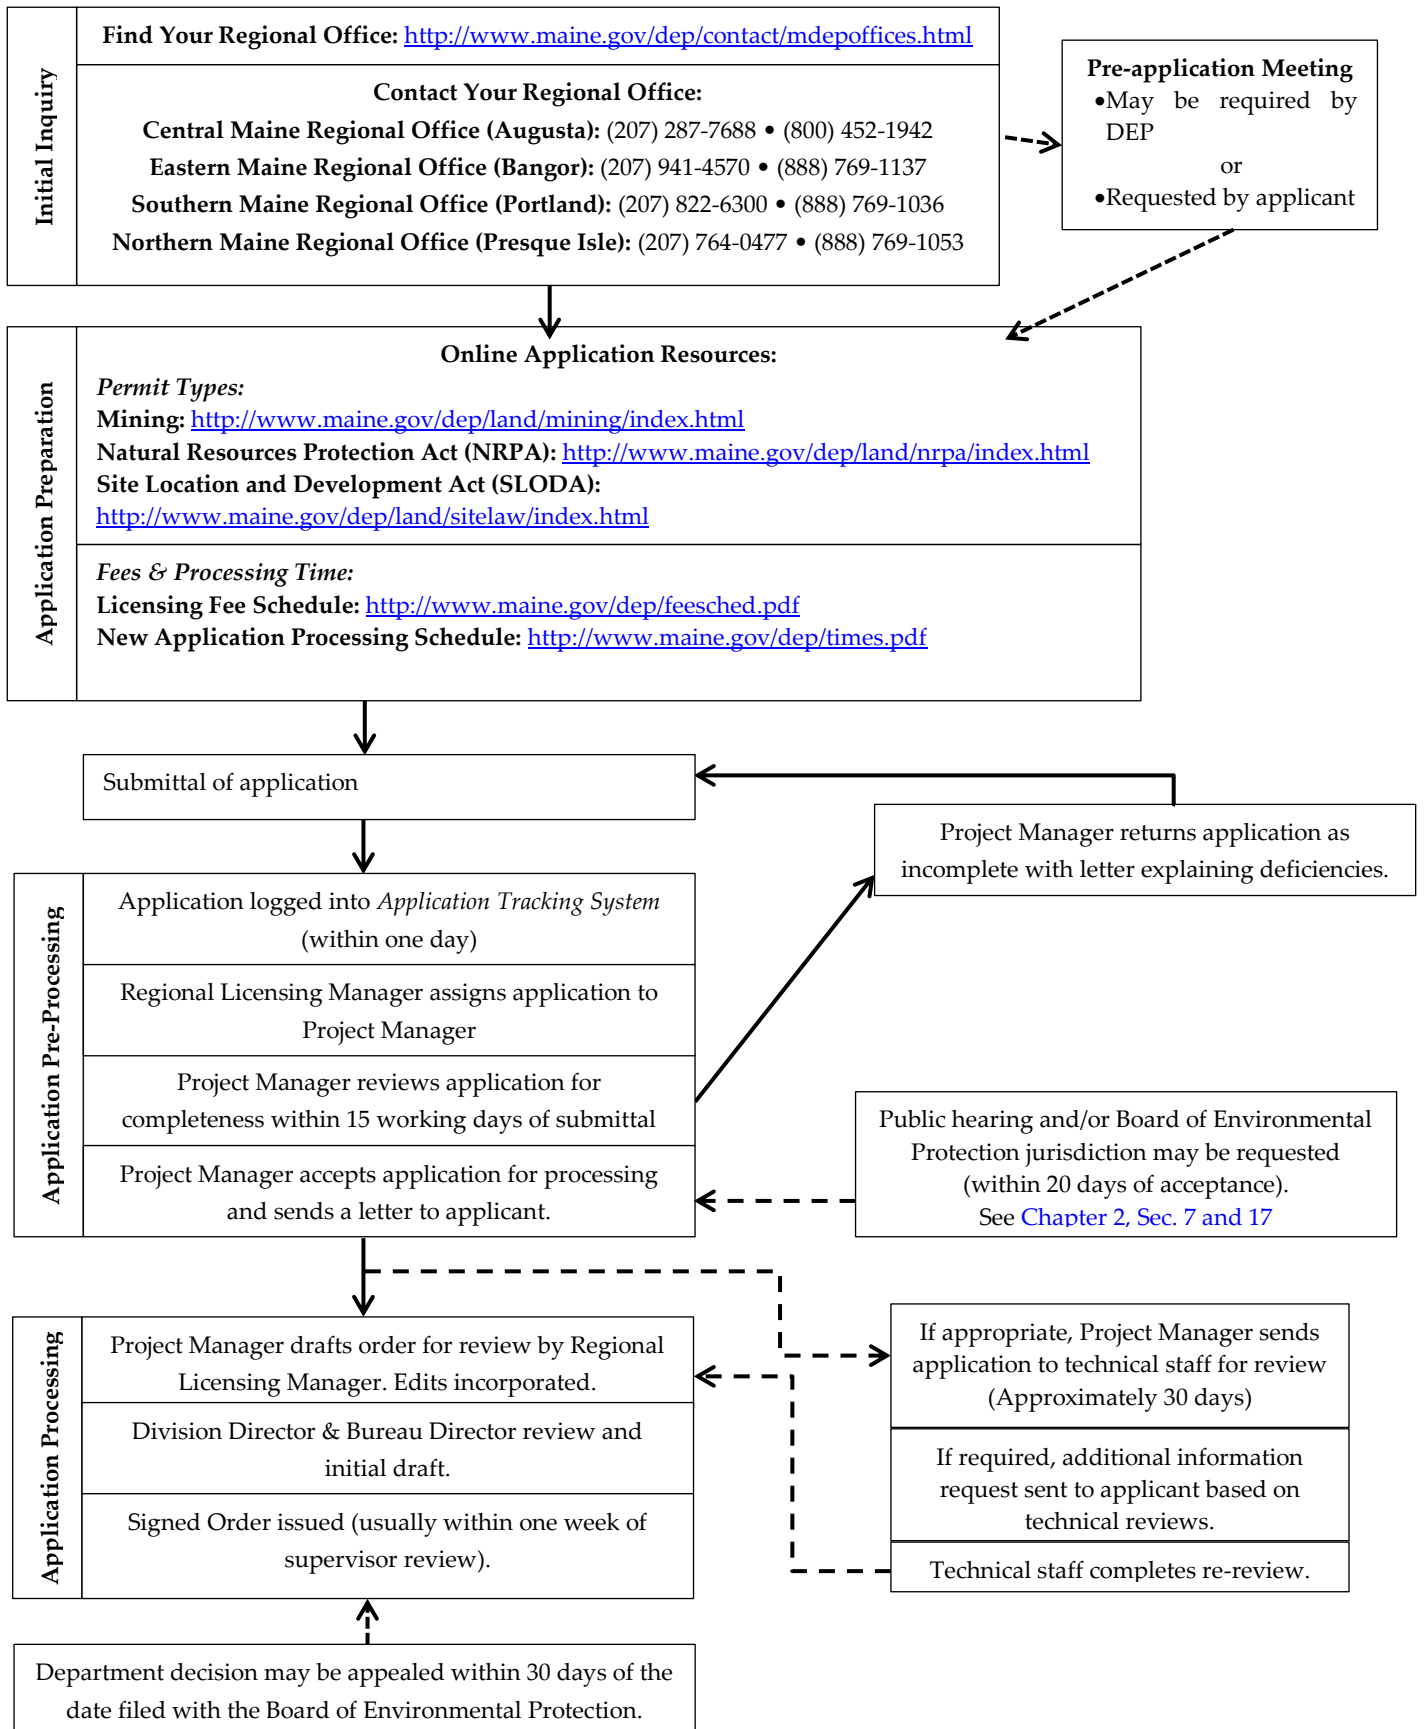 Initial Inquiry
Find Your Regional Office: http://www.maine.gov/dep/contact/mdepoffices.html
Contact Your Regional Office:
Central Maine Regional Office (Augusta): (207) 287-7688 • (800) 452-1942
Eastern Maine Regional Office (Bangor): (207) 941-4570 • (888) 769-1137
Southern Maine Regional Office (Portland): (207) 822-6300 • (888) 769-1036
Northern Maine Regional Office (Presque Isle): (207) 764-0477 • (888) 769-1053
Pre-application Meeting
•May be required by
DEP
or
•Requested by applicant
Application Preparation
Online Application Resources:
Permit Types:
Mining: http://www.maine.gov/dep/land/mining/index.html
Natural Resources Protection Act (NRPA): http://www.maine.gov/dep/land/nrpa/index.html
Site Location and Development Act (SLODA):
http://www.maine.gov/dep/land/sitelaw/index.html
Fees & Processing Time:
Licensing Fee Schedule: http://www.maine.gov/dep/feesched.pdf
New Application Processing Schedule: http://www.maine.gov/dep/times.pdf
Submittal of application
Project Manager returns application as
incomplete with letter explaining deficiencies.
Application Pre-Processing
Application logged into Application Tracking System
(within one day)
Regional Licensing Manager assigns application to
Project Manager
Project Manager reviews application for
completeness within 15 working days of submittal
Project Manager accepts application for processing
and sends a letter to applicant.
Public hearing and/or Board of Environmental
Protection jurisdiction may be requested
(within 20 days of acceptance).
See Chapter 2, Sec. 7 and 17
Application Processing
Project Manager drafts order for review by Regional
Licensing Manager. Edits incorporated.
Division Director & Bureau Director review and
initial draft.
Signed Order issued (usually within one week of
supervisor review).
If appropriate, Project Manager sends
application to technical staff for review
(Approximately 30 days)
If required, additional information
request sent to applicant based on
technical reviews.
Technical staff completes re-review.
Department decision may be appealed within 30 days of the
date filed with the Board of Environmental Protection.